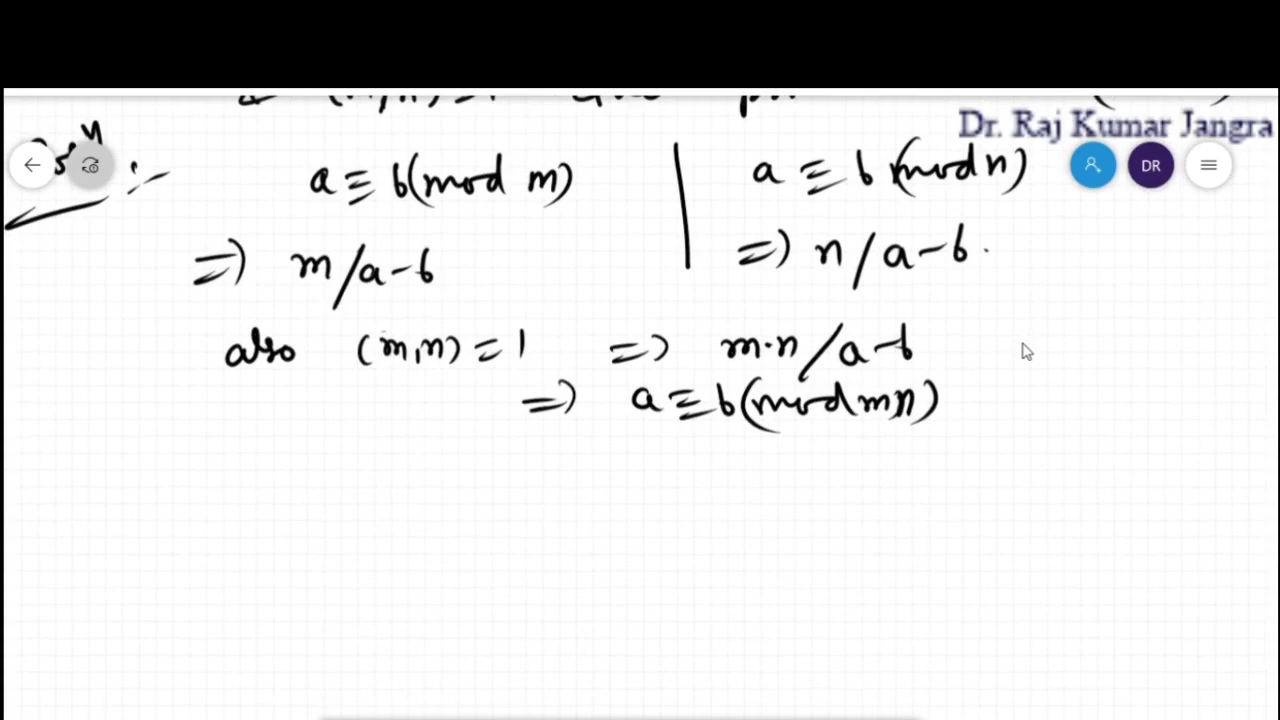 Dr. Raj Kumar Jangra
DR
:- a ≡ b(mod m) | a ≡ b(mod n)
=> m/a-b => n/a-b.
also (m,n) = 1 => m·n/a-b
=> a ≡ b(mod mn)